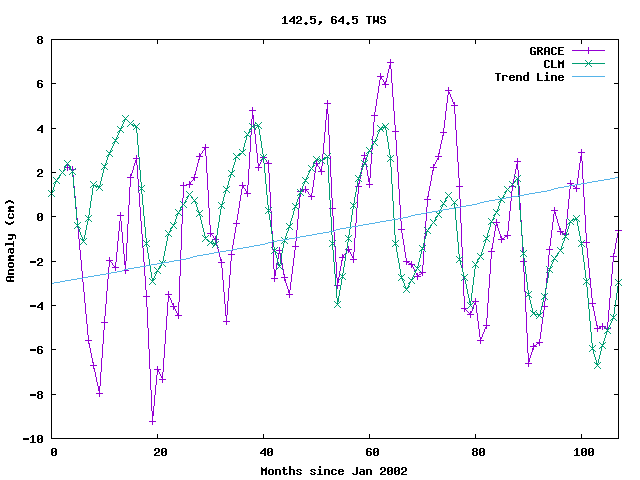 142.5, 64.5 TWS
GRACE
CLM
Trend Line
8
6
4
2
0
-2
-4
-6
-8
-10
Anomaly (cm)
0 20 40 60 80 100
Months since Jan 2002